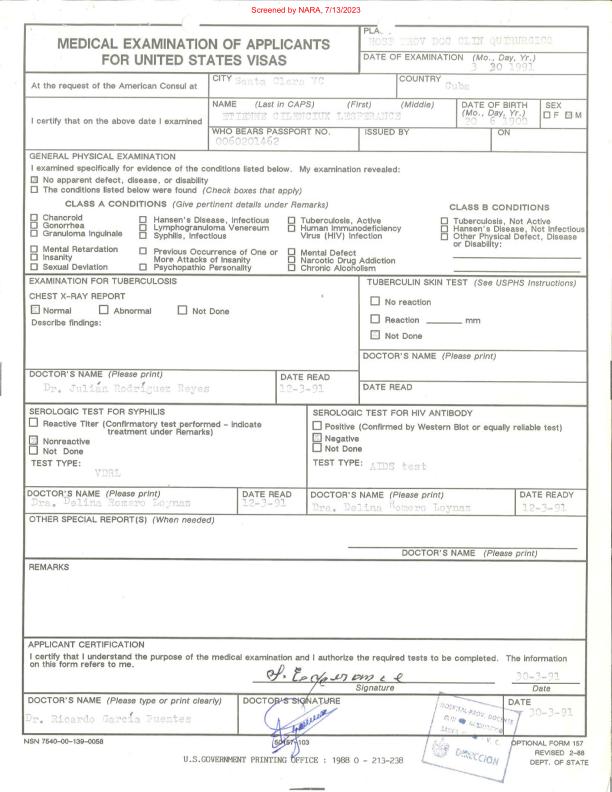 Screened by NARA, 7/13/2023
MEDICAL EXAMINATION OF APPLICANTS
FOR UNITED STATES VISAS
PLA
HOSP PROV DOC CLIN QUIRURGICO
DATE OF EXAMINATION (Mo., Day, Yr.)
3 30 1991
At the request of the American Consul at
CITY Santa Clara VC
COUNTRY Cuba
I certify that on the above date I examined
NAME (Last in CAPS) (First) (Middle)
ETIENNE
DATE OF BIRTH
(Mo., Day, Yr.)
20 6
SEX
F M
WHO BEARS PASSPORT NO.
0060201462
ISSUED BY
ON
GENERAL PHYSICAL EXAMINATION
I examined specifically for evidence of the conditions listed below. My examination revealed:
No apparent defect, disease, or disability
The conditions listed below were found (Check boxes that apply)
CLASS A CONDITIONS (Give pertinent details under Remarks)
Chancroid
Gonorrhea
Granuloma Inguinale
Hansen's Disease, Infectious
Lymphogranuloma Venereum
Syphilis, Infectious
Tuberculosis, Active
Human Immunodeficiency
Virus (HIV) Infection
Mental Retardation
Insanity
Sexual Deviation
Previous Occurrence of One or
More Attacks of Insanity
Psychopathic Personality
Mental Defect
Narcotic Drug Addiction
Chronic Alcoholism
CLASS B CONDITIONS
Tuberculosis, Not Active
Hansen's Disease, Not Infectious
Other Physical Defect, Disease
or Disability:
EXAMINATION FOR TUBERCULOSIS
CHEST X-RAY REPORT
Normal Abnormal Not Done
Describe findings:
DOCTOR'S NAME (Please print)
Dr. Julián Rodríguez Reyes
DATE READ
12-3-91
TUBERCULIN SKIN TEST (See USPHS Instructions)
No reaction
Reaction mm
Not Done
DOCTOR'S NAME (Please print)
DATE READ
SEROLOGIC TEST FOR SYPHILIS
Reactive Titer (Confirmatory test performed – indicate
treatment under Remarks)
Nonreactive
Not Done
TEST TYPE:
VDRL
DOCTOR'S NAME (Please print)
Dra. Delina Romero Loynaz
DATE READ
12-3-91
SEROLOGIC TEST FOR HIV ANTIBODY
Positive (Confirmed by Western Blot or equally reliable test)
Negative
Not Done
TEST TYPE: AIDS test
DOCTOR'S NAME (Please print)
Dra. Delina Romero Loynaz
DATE READY
12-3-91
OTHER SPECIAL REPORT(S) (When needed)
DOCTOR'S NAME (Please print)
REMARKS
APPLICANT CERTIFICATION
I certify that I understand the purpose of the medical examination and I authorize the required tests to be completed. The information
on this form refers to me.
30-3-91
Signature
Date
DOCTOR'S NAME (Please type or print clearly)
Dr. Ricardo García Puentes
DOCTOR'S SIGNATURE
DATE
30-3-91
HOSPITAL PROV. DOCENTE
V. C.
DIRECCION
NSN 7540-00-139-0058
50157-103
OPTIONAL FORM 157
REVISED 2-88
DEPT. OF STATE
U.S.GOVERNMENT PRINTING OFFICE : 1988 O - 213-238